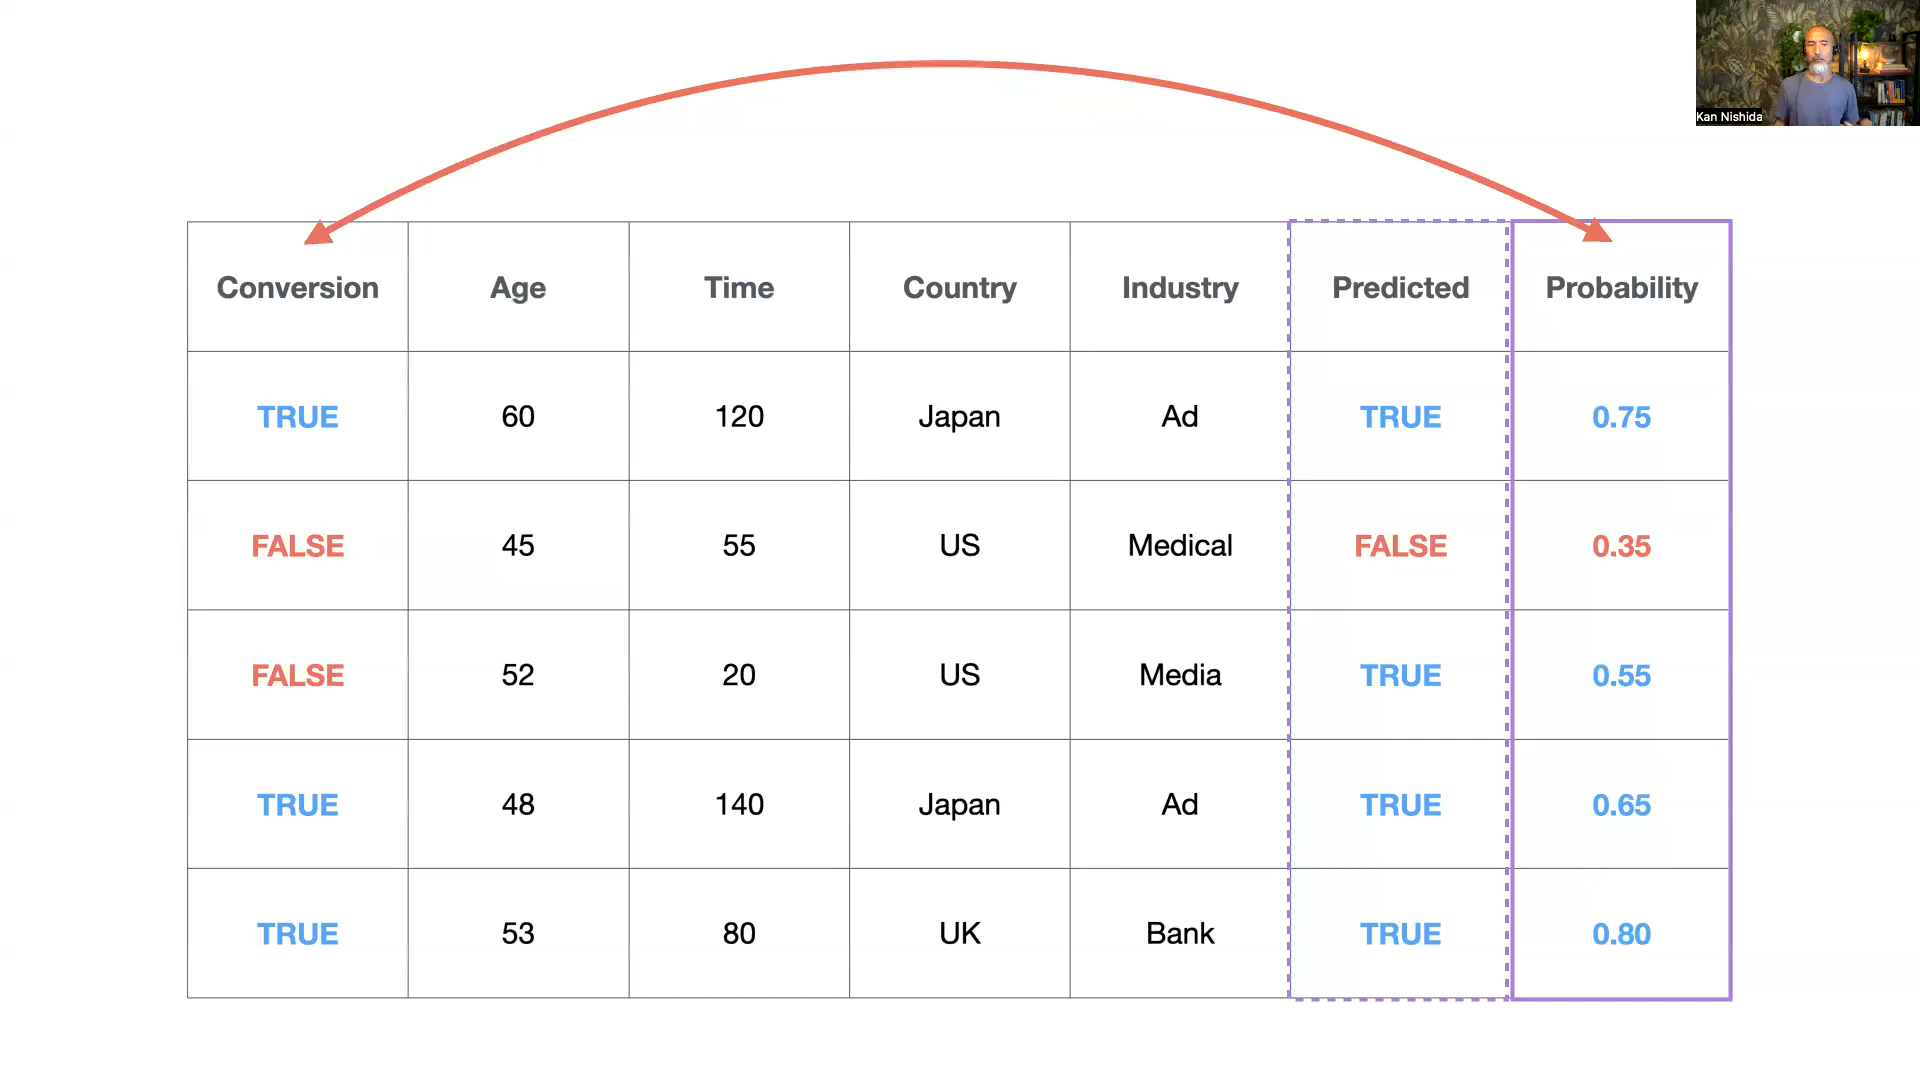 Kan Nishida
Conversion Age Time Country Industry Predicted Probability
TRUE 60 120 Japan Ad TRUE 0.75
FALSE 45 55 US Medical FALSE 0.35
FALSE 52 20 US Media TRUE 0.55
TRUE 48 140 Japan Ad TRUE 0.65
TRUE 53 80 UK Bank TRUE 0.80